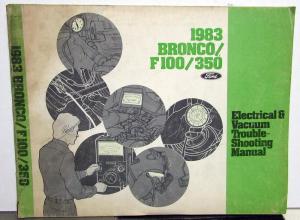 1983
BRONCO/
F100/350
Ford
Electrical &
Vacuum
Trouble-
Shooting
Manual
1983 BRONCO/F100/350